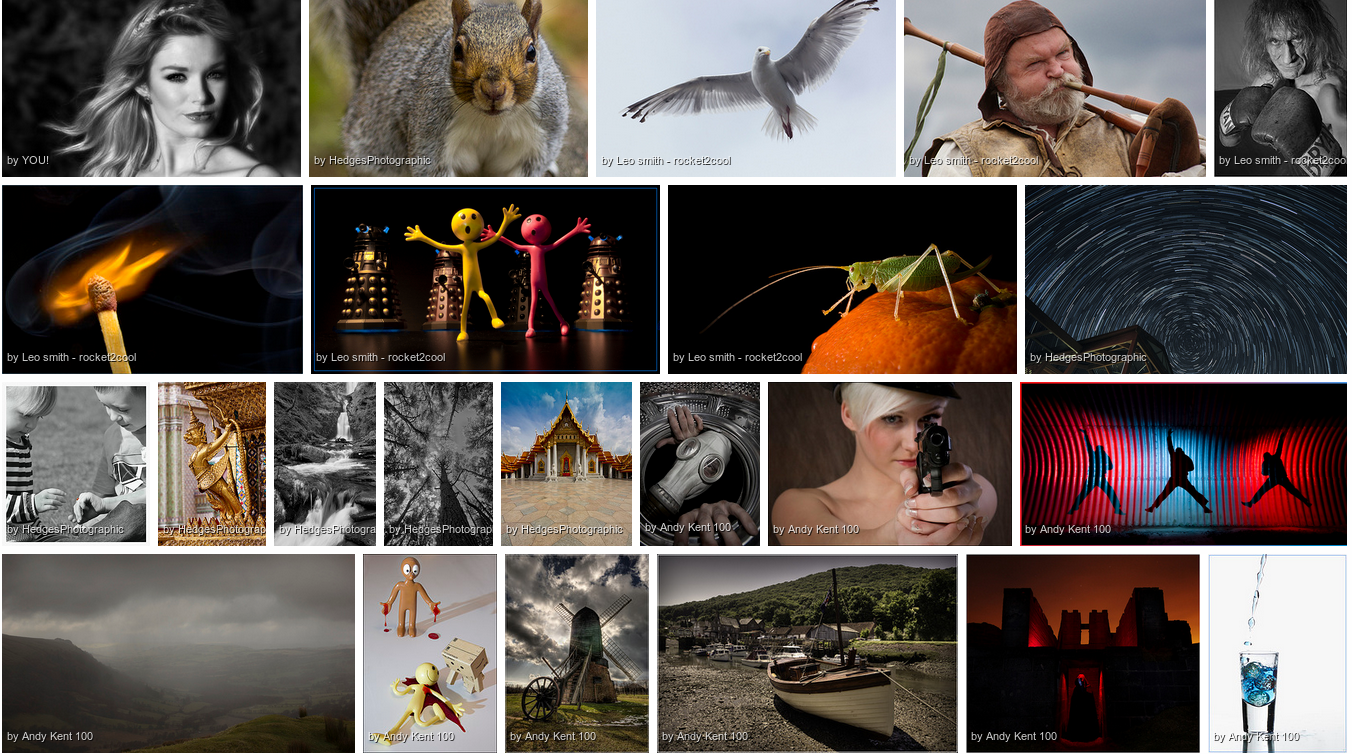 by YOU!
by HedgesPhotographic
by Leo smith - rocket2cool
by Leo smith - rocket2cool
by Leo smith - rocket2coo
by Leo smith - rocket2cool
by Leo smith - rocket2cool
by Leo smith - rocket2cool
by HedgesPhotographic
by HedgesPhotographic
by HedgesPhotograp
by HedgesPhotogra
by HedgesPhotograp
by HedgesPhotographic
by Andy Kent 100
by Andy Kent 100
by Andy Kent 100
by Andy Kent 100
by Andy Kent 100
by Andy Kent 100
by Andy Kent 100
by Andy Kent 100
by Andy Kent 100